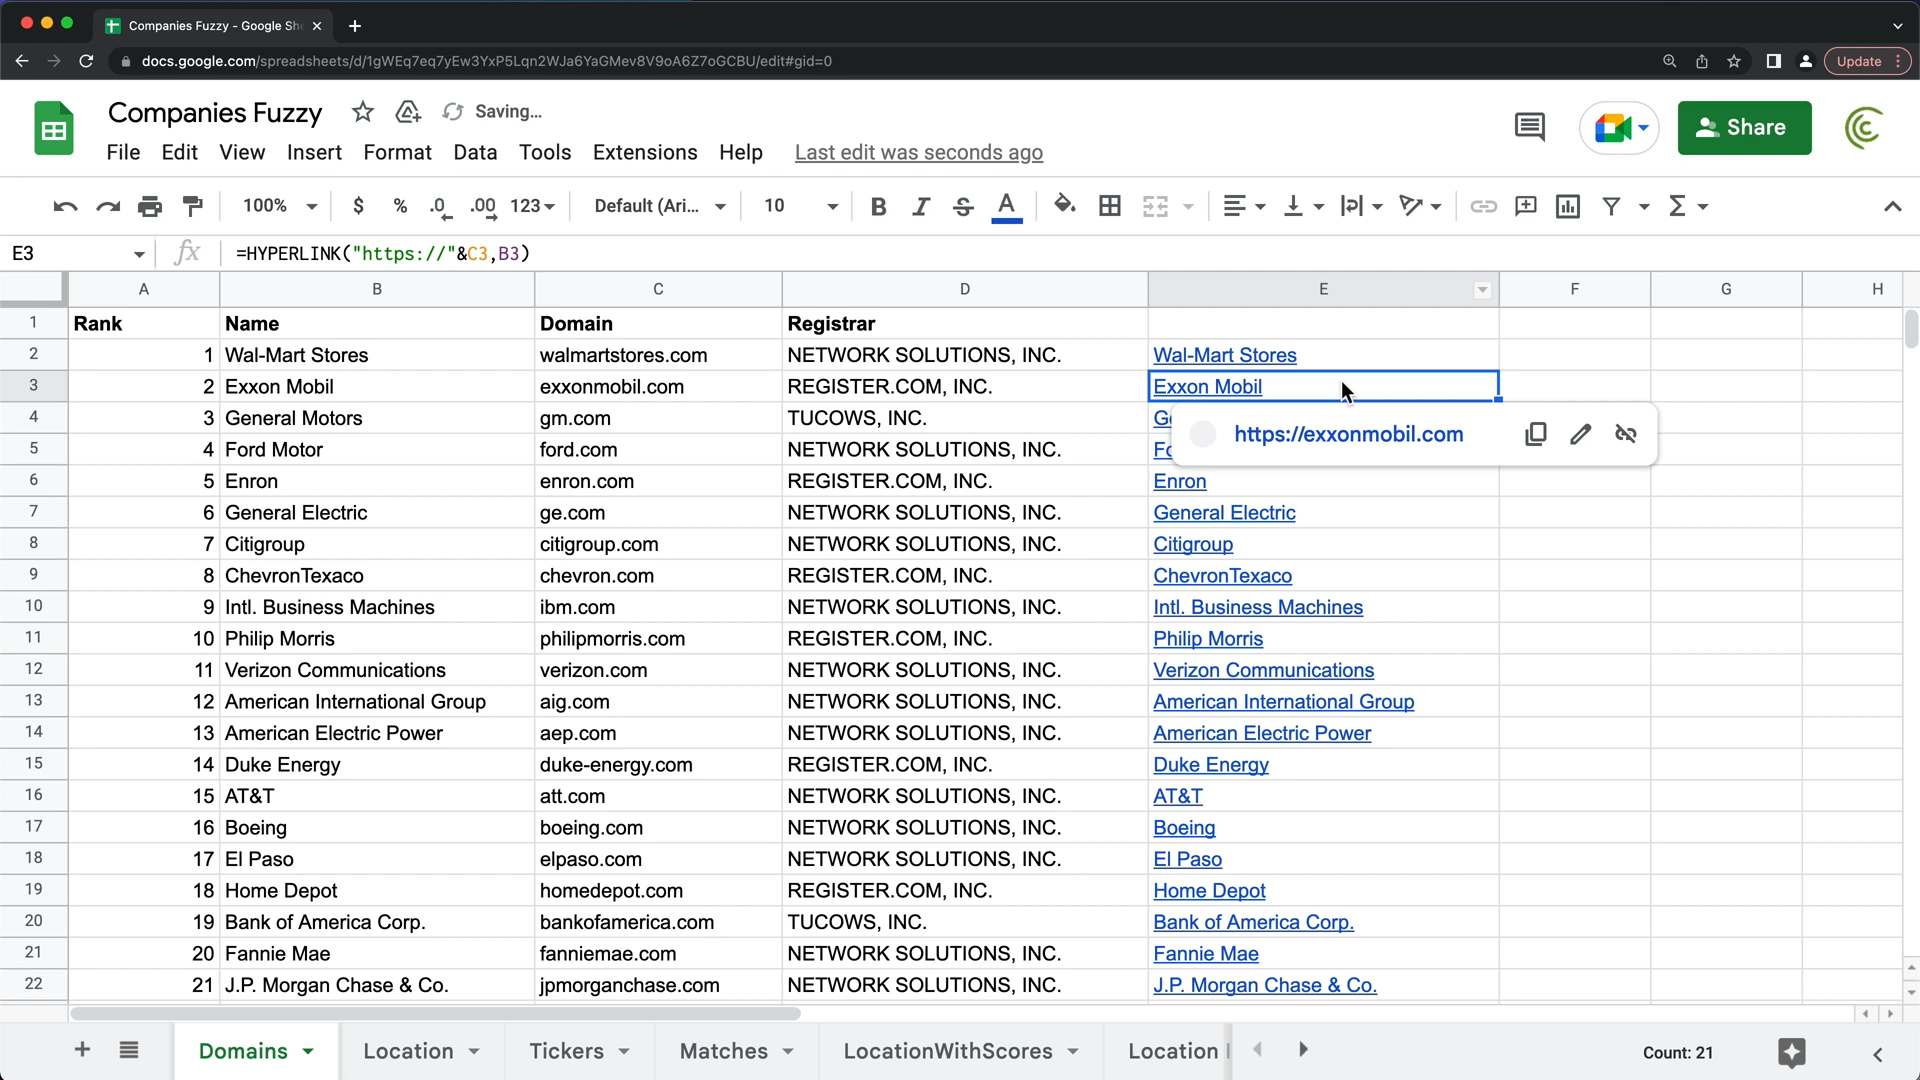 Companies Fuzzy - Google She
docs.google.com/spreadsheets/d/1gWEq7eq7yEw3YxP5Lqn2WJa6YaGMev8V9oA6Z7oGCBU/edit#gid=0
Update
Companies Fuzzy
Saving...
File Edit View Insert Format Data Tools Extensions Help Last edit was seconds ago
Share
100% $ % .0 .00 123 Default (Ari... 10 B I S A
E3 fx =HYPERLINK("https://"&C3,B3)
A B C D E F G H
1 Rank Name Domain Registrar
2 1 Wal-Mart Stores walmartstores.com NETWORK SOLUTIONS, INC. Wal-Mart Stores
3 2 Exxon Mobil exxonmobil.com REGISTER.COM, INC. Exxon Mobil
4 3 General Motors gm.com TUCOWS, INC. Ge
https://exxonmobil.com
5 4 Ford Motor ford.com NETWORK SOLUTIONS, INC. Fo
6 5 Enron enron.com REGISTER.COM, INC. Enron
7 6 General Electric ge.com NETWORK SOLUTIONS, INC. General Electric
8 7 Citigroup citigroup.com NETWORK SOLUTIONS, INC. Citigroup
9 8 ChevronTexaco chevron.com REGISTER.COM, INC. ChevronTexaco
10 9 Intl. Business Machines ibm.com NETWORK SOLUTIONS, INC. Intl. Business Machines
11 10 Philip Morris philipmorris.com REGISTER.COM, INC. Philip Morris
12 11 Verizon Communications verizon.com NETWORK SOLUTIONS, INC. Verizon Communications
13 12 American International Group aig.com NETWORK SOLUTIONS, INC. American International Group
14 13 American Electric Power aep.com NETWORK SOLUTIONS, INC. American Electric Power
15 14 Duke Energy duke-energy.com REGISTER.COM, INC. Duke Energy
16 15 AT&T att.com NETWORK SOLUTIONS, INC. AT&T
17 16 Boeing boeing.com NETWORK SOLUTIONS, INC. Boeing
18 17 El Paso elpaso.com NETWORK SOLUTIONS, INC. El Paso
19 18 Home Depot homedepot.com REGISTER.COM, INC. Home Depot
20 19 Bank of America Corp. bankofamerica.com TUCOWS, INC. Bank of America Corp.
21 20 Fannie Mae fanniemae.com NETWORK SOLUTIONS, INC. Fannie Mae
22 21 J.P. Morgan Chase & Co. jpmorganchase.com NETWORK SOLUTIONS, INC. J.P. Morgan Chase & Co.
Domains Location Tickers Matches LocationWithScores Location Count: 21